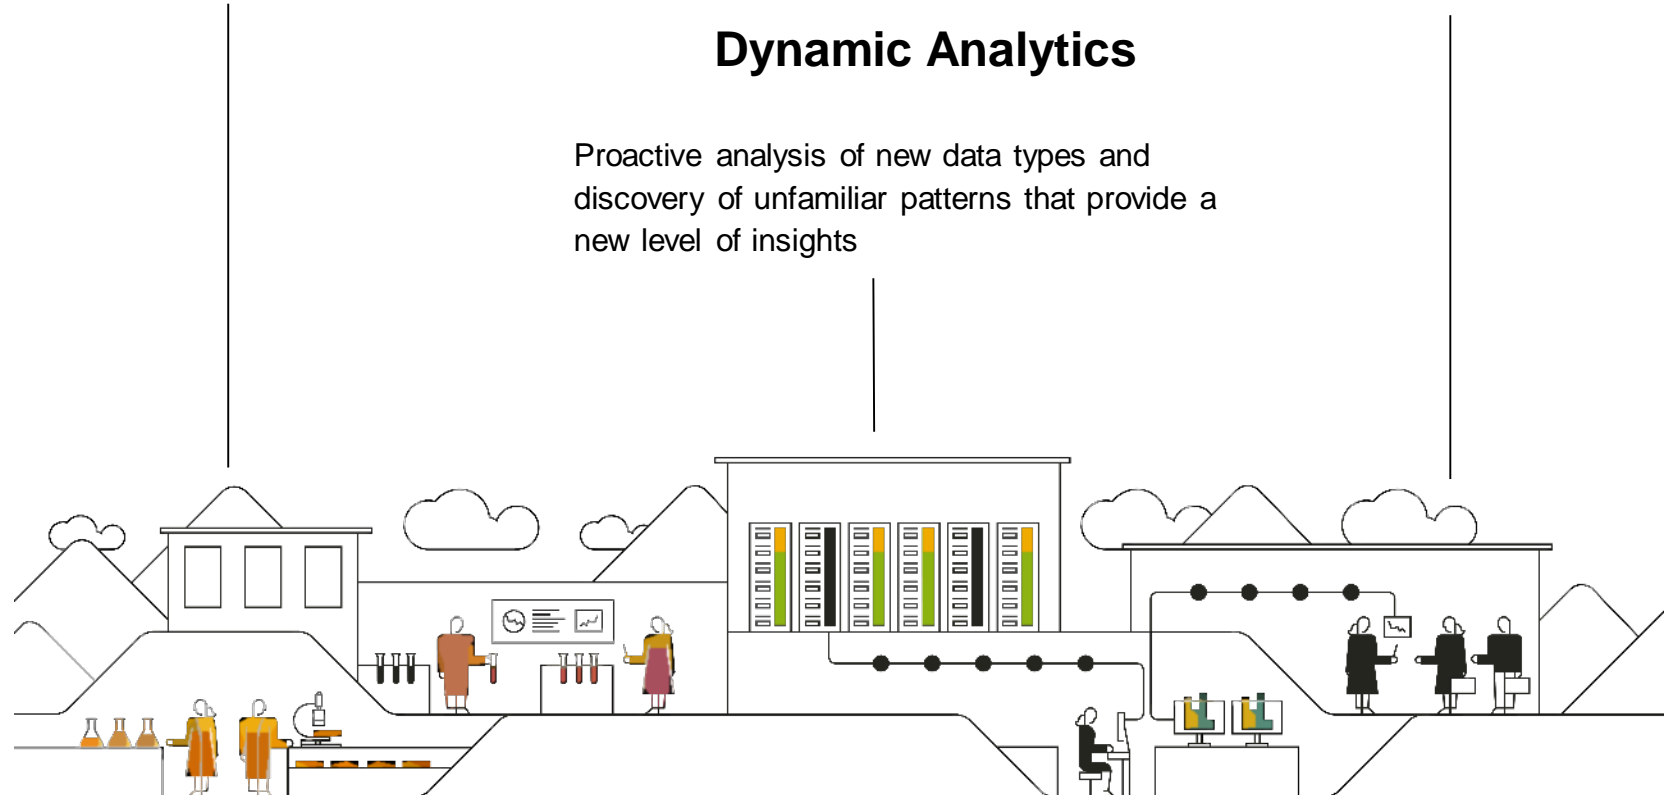 Dynamic Analytics
Proactive analysis of new data types and
discovery of unfamiliar patterns that provide a
new level of insights